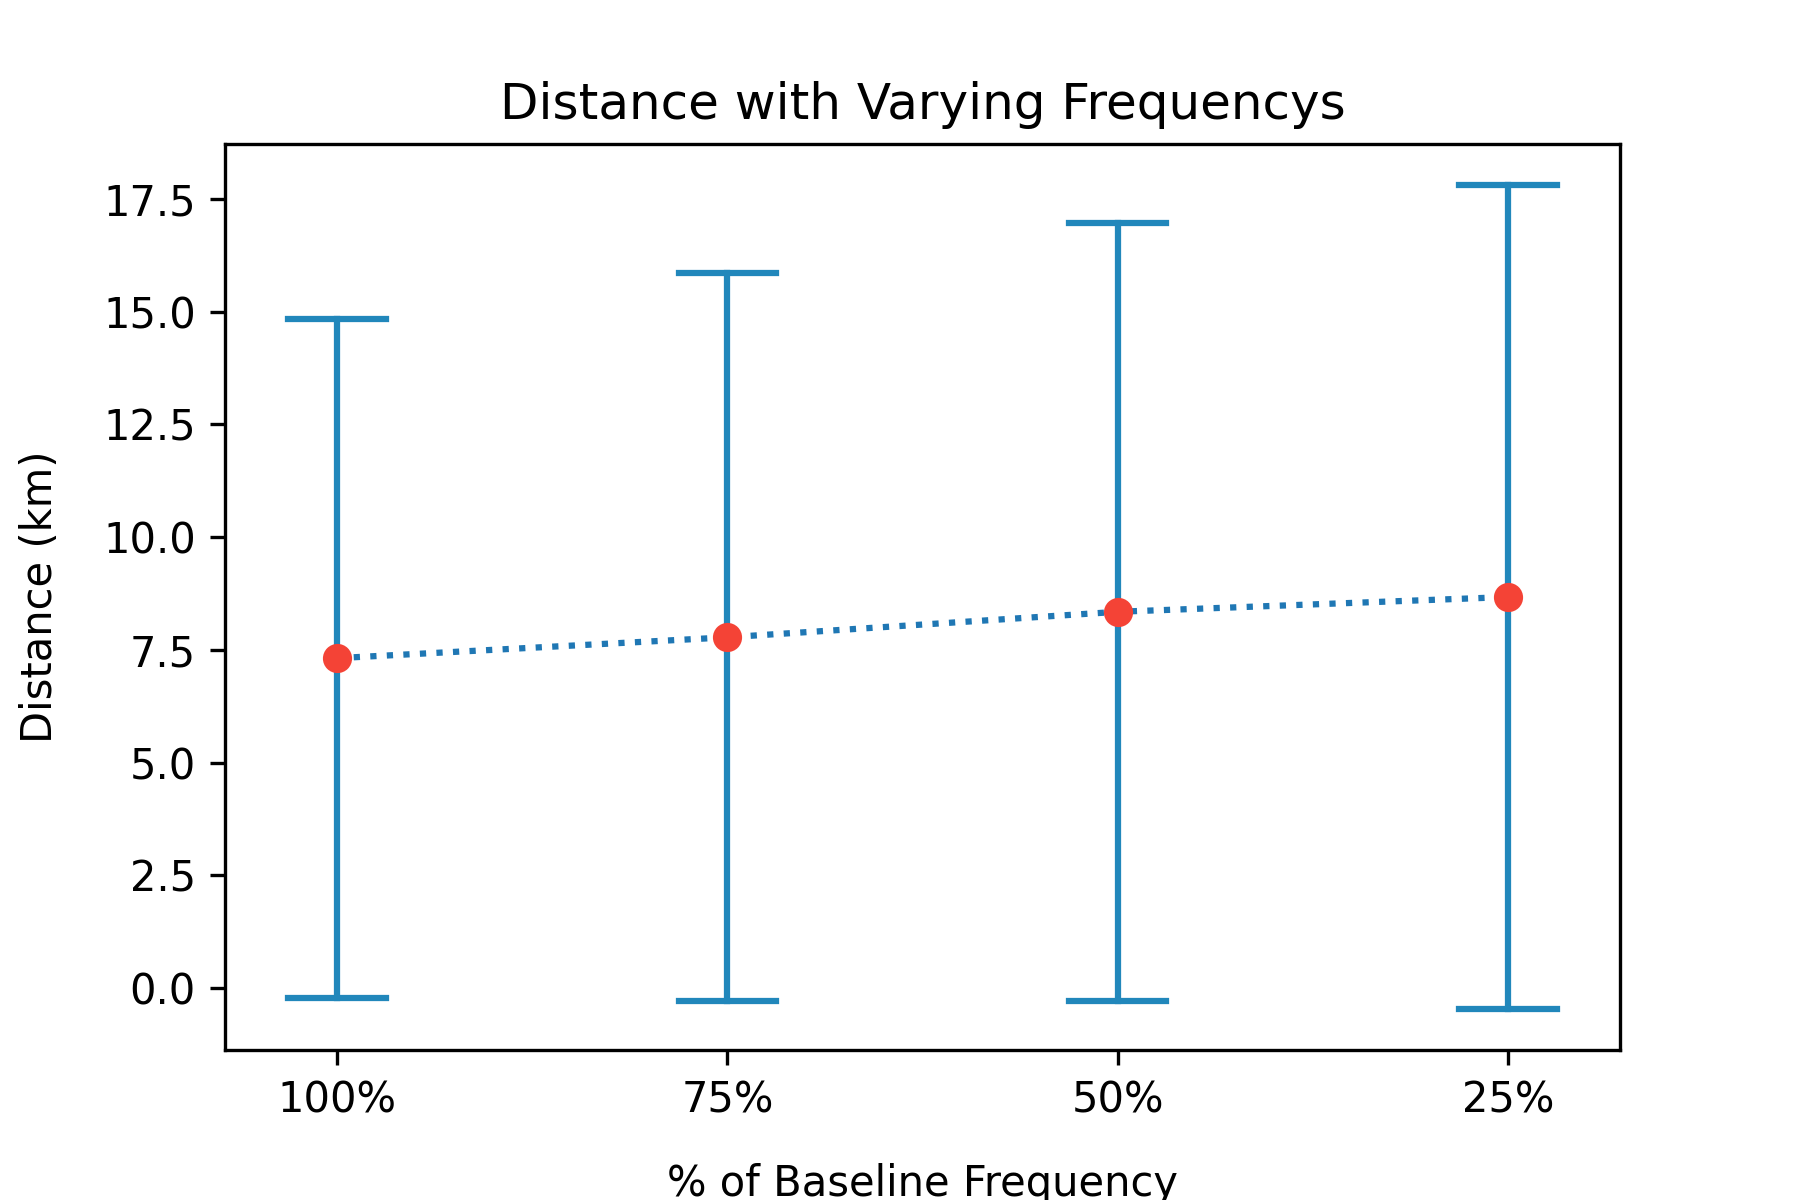 Distance with Varying Frequencys
17.5
15.0
12.5
10.0
7.5
5.0
2.5
0.0
Distance (km)
100% 75% 50% 25%
% of Baseline Frequency